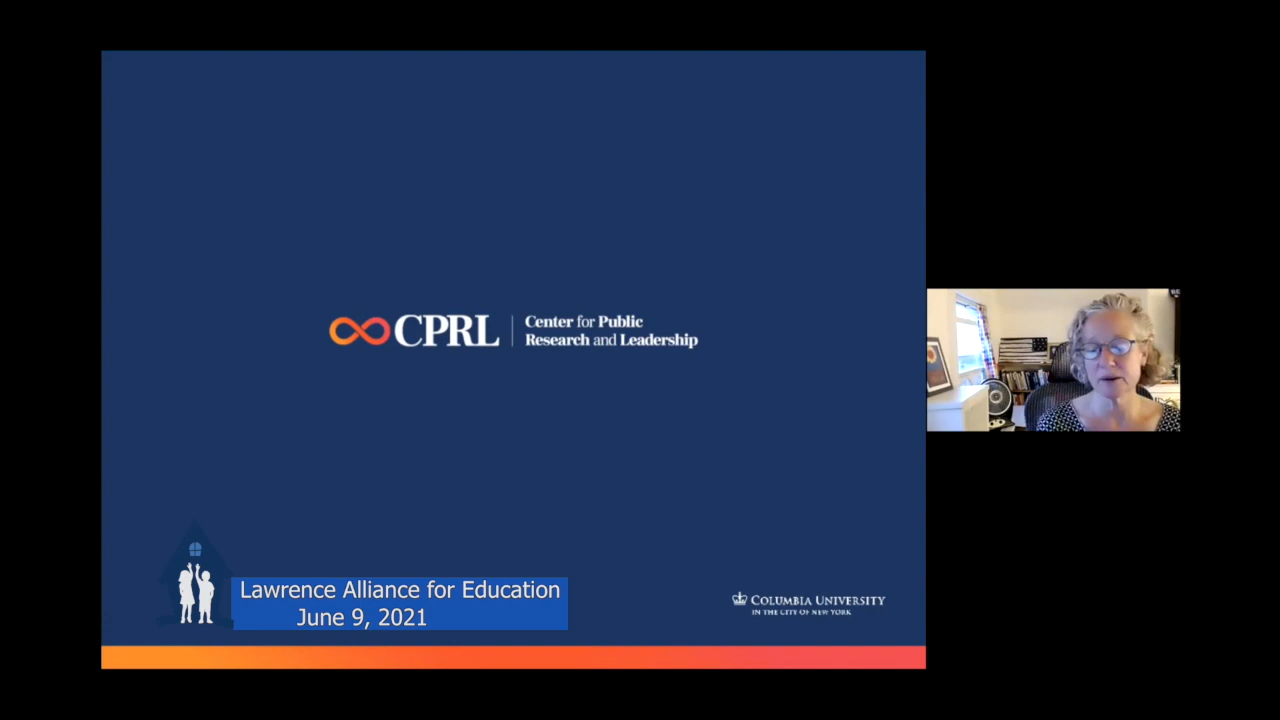 CPRL
Center for Public
Research and Leadership
Lawrence Alliance for Education
June 9, 2021
COLUMBIA UNIVERSITY
IN THE CITY OF NEW YORK